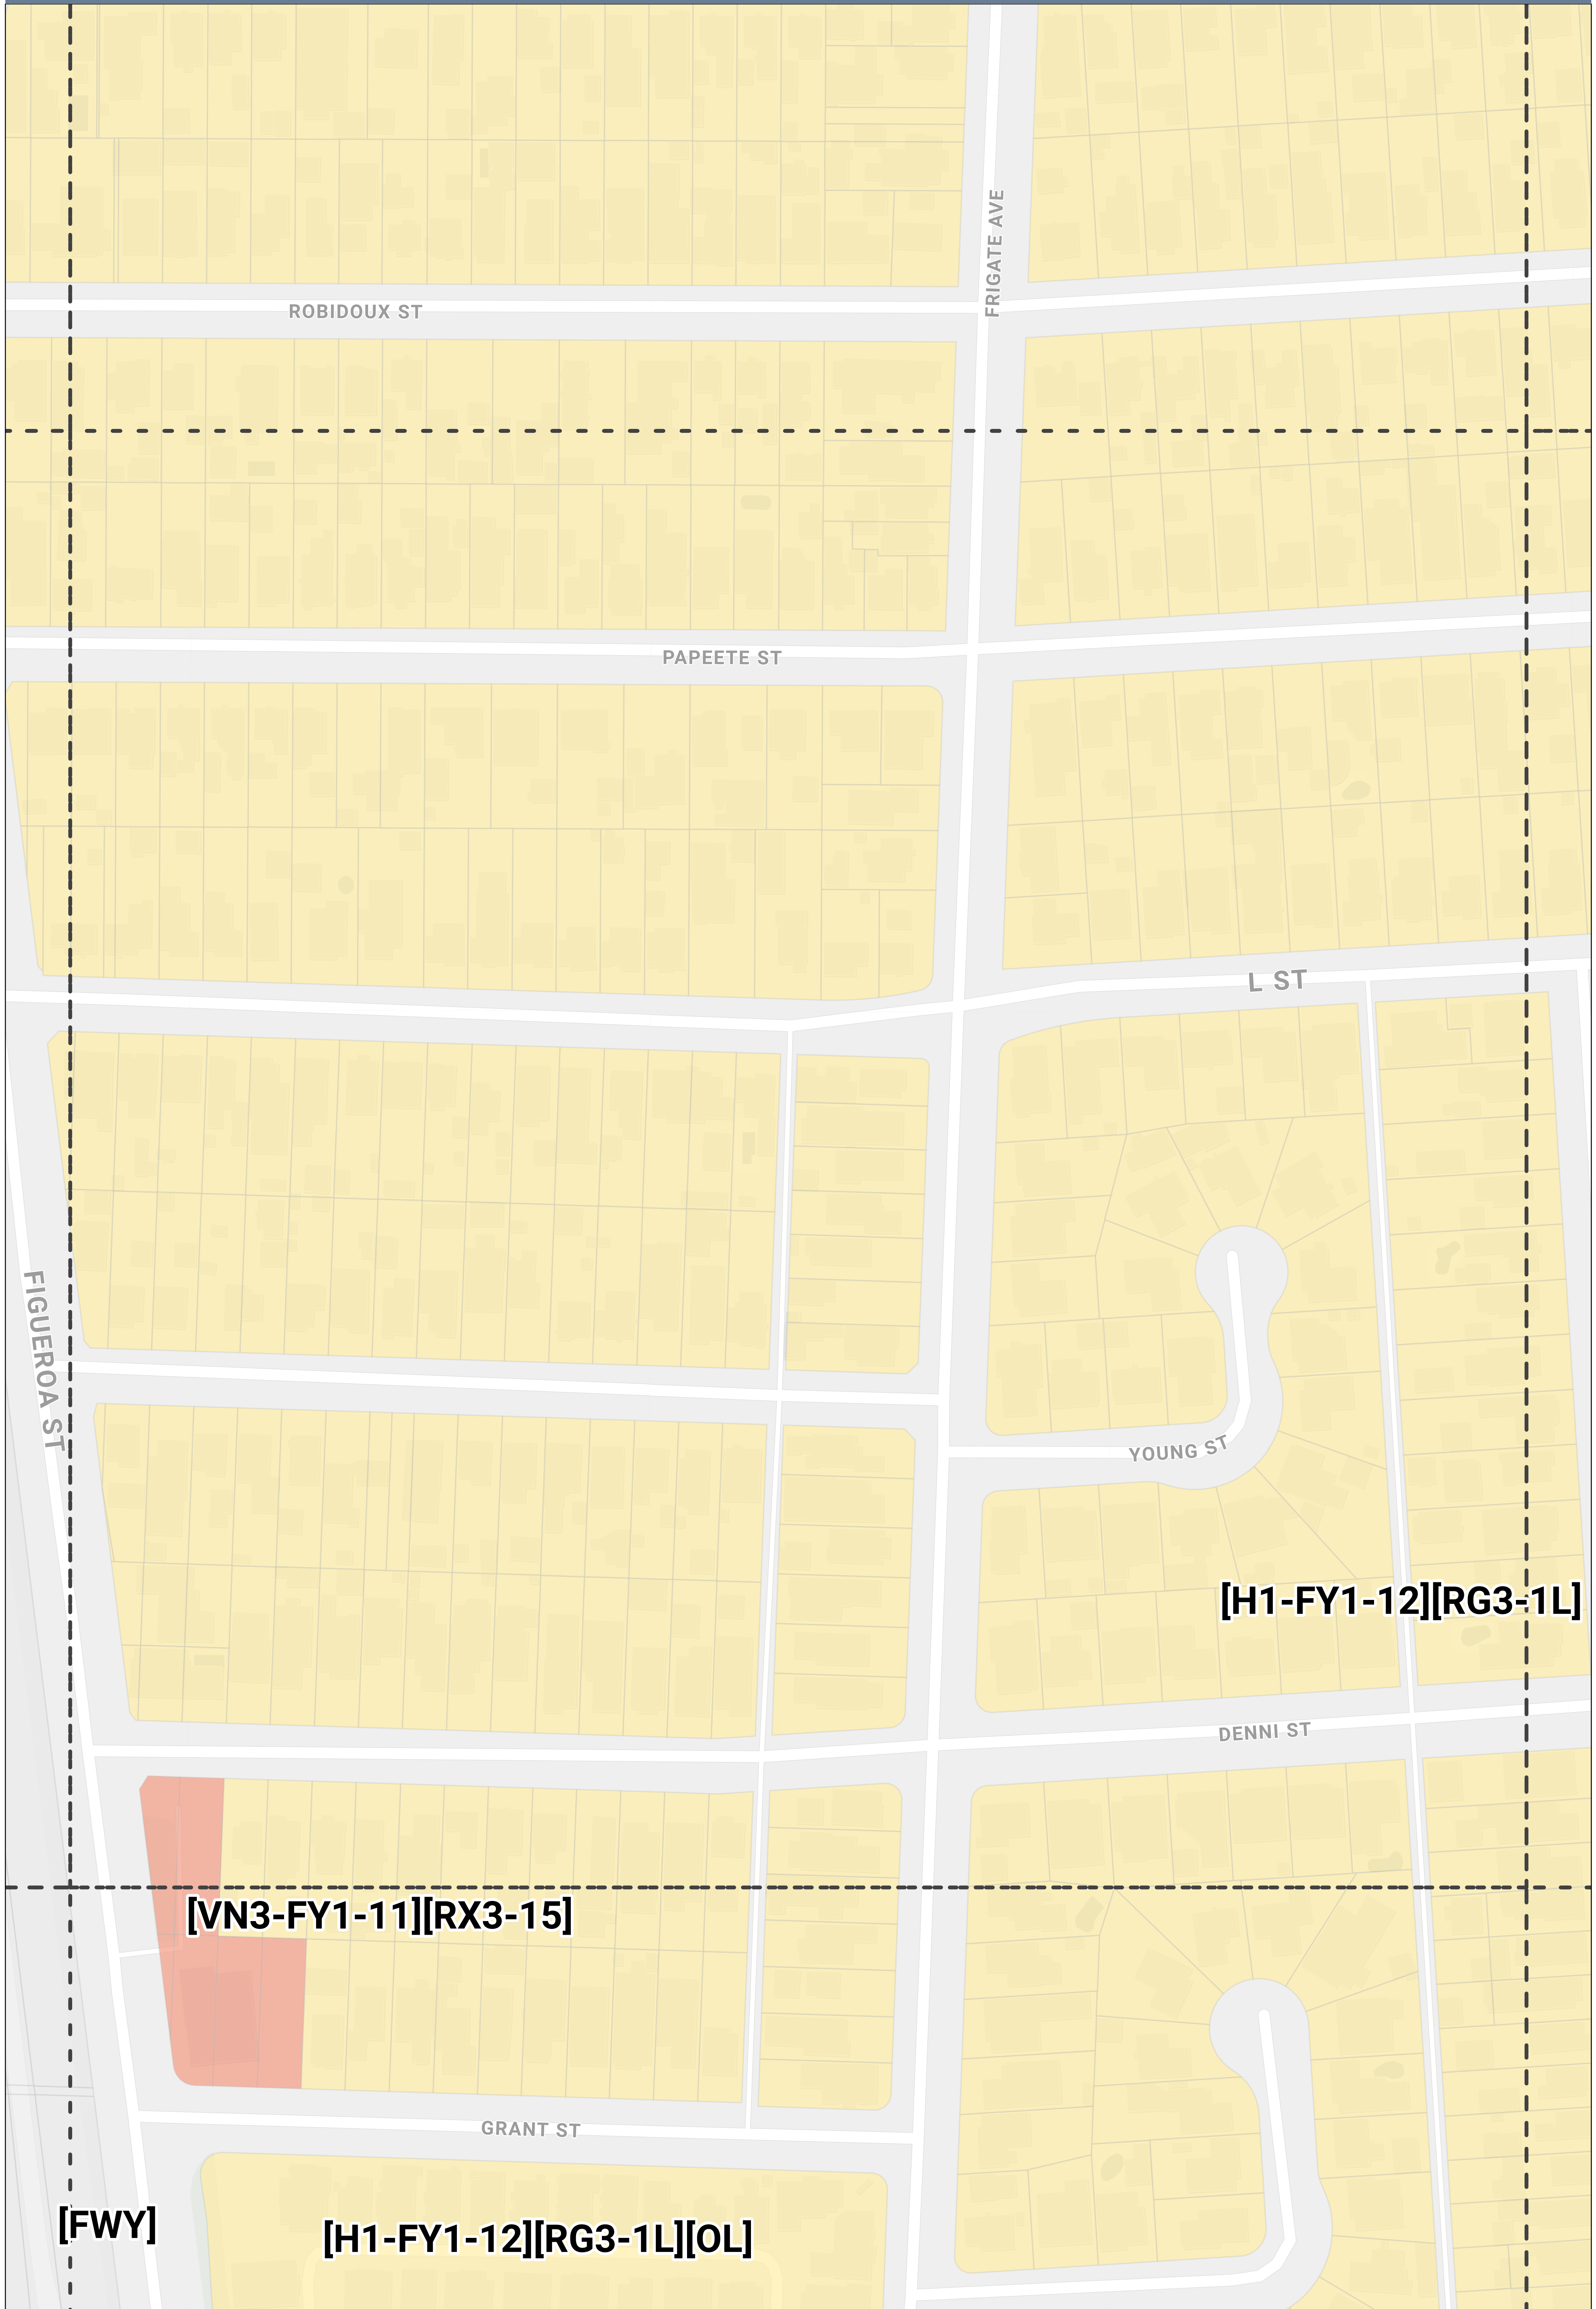 FRIGATE AVE
ROBIDOUX ST
PAPEETE ST
L ST
FIGUEROA ST
YOUNG ST
[H1-FY1-12][RG3-1L]
DENNI ST
[VN3-FY1-11][RX3-15]
GRANT ST
[FWY]
[H1-FY1-12][RG3-1L][OL]